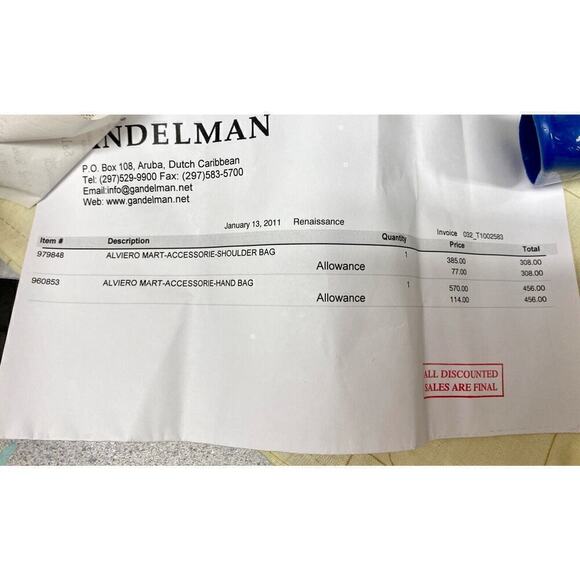 ANDELMAN
P.O. Box 108, Aruba, Dutch Caribbean
Tel: (297)529-9900 Fax: (297)583-5700
Email:info@gandelman.net
Web: www.gandelman.net
January 13, 2011 Renaissance Invoice 032_T1002583
Item # Description Quantity Price Total
979848 ALVIERO MART-ACCESSORIE-SHOULDER BAG 1 385.00 308.00
Allowance 77.00 308.00
960853 ALVIERO MART-ACCESSORIE-HAND BAG 1 570.00 456.00
Allowance 114.00 456.00
ALL DISCOUNTED
SALES ARE FINAL